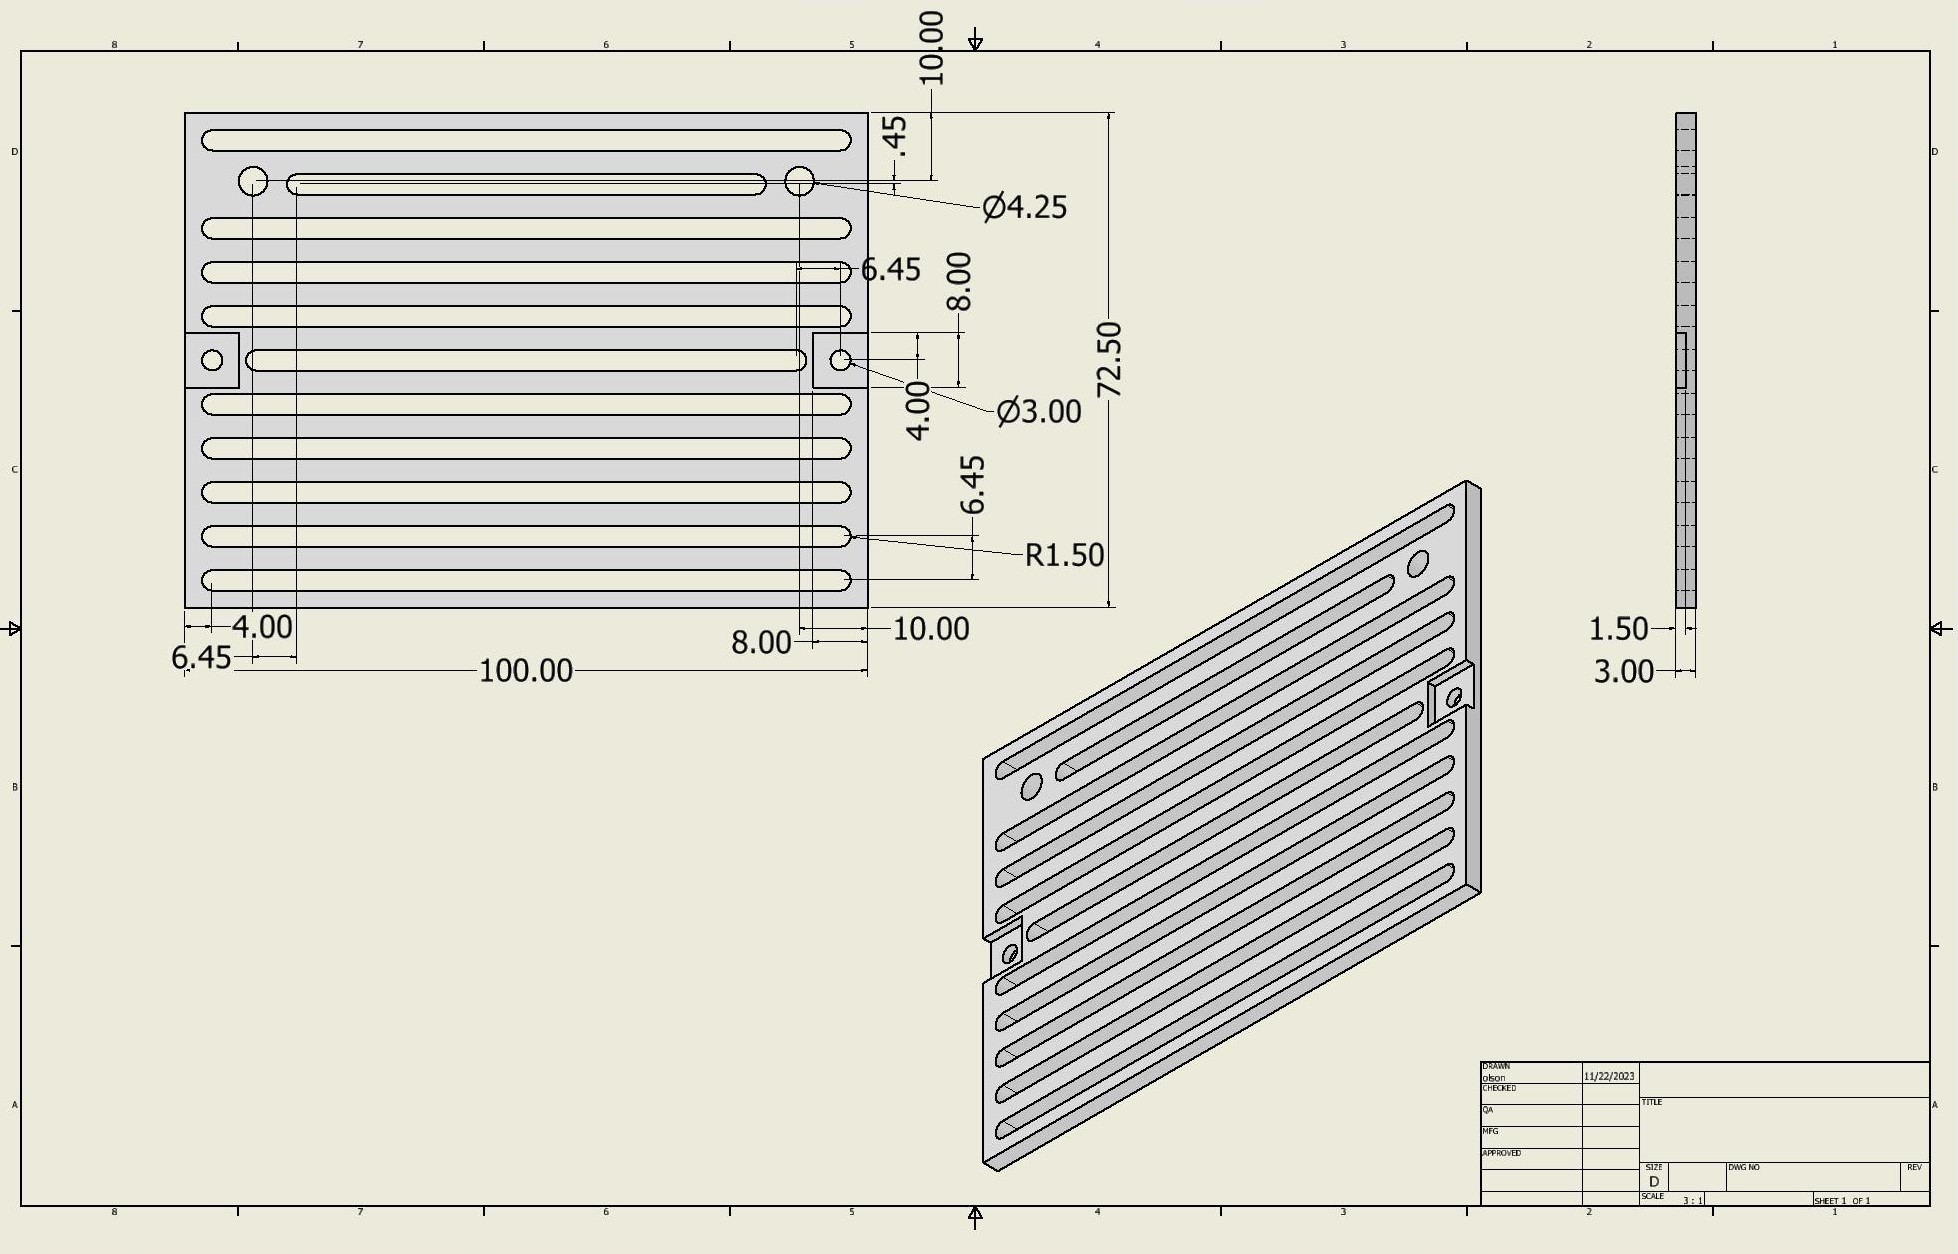 8 7 6 5 4 3 2 1
D
D
10.00
.45
Ø4.25
6.45
8.00
72.50
4.00
Ø3.00
C
C
6.45
R1.50
4.00
10.00
8.00
6.45
100.00
1.50
3.00
B
B
A
A
DRAWN
olson
11/22/2023
CHECKED
QA
MFG
APPROVED
TITLE
SIZE
D
DWG NO
REV
SCALE
3 : 1
SHEET 1 OF 1
8 7 6 5 4 3 2 1